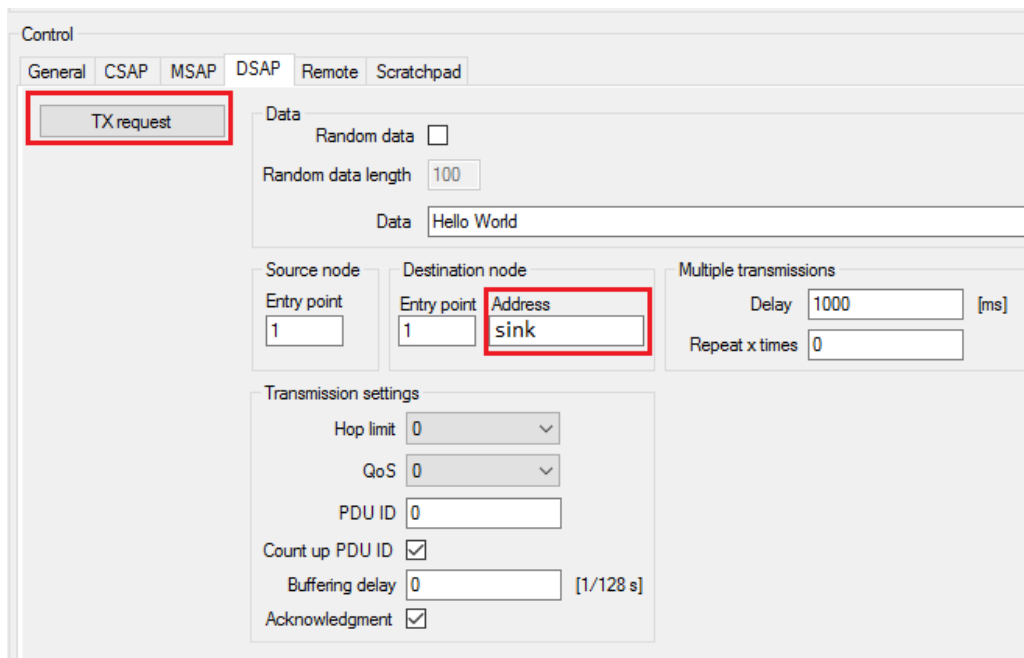 Control
General CSAP MSAP DSAP Remote Scratchpad
TX request
Data
Random data
Random data length 100
Data Hello World
Source node
Entry point
1
Destination node
Entry point Address
1 sink
Multiple transmissions
Delay 1000 [ms]
Repeat x times 0
Transmission settings
Hop limit 0
QoS 0
PDU ID 0
Count up PDU ID
Buffering delay 0 [1/128 s]
Acknowledgment